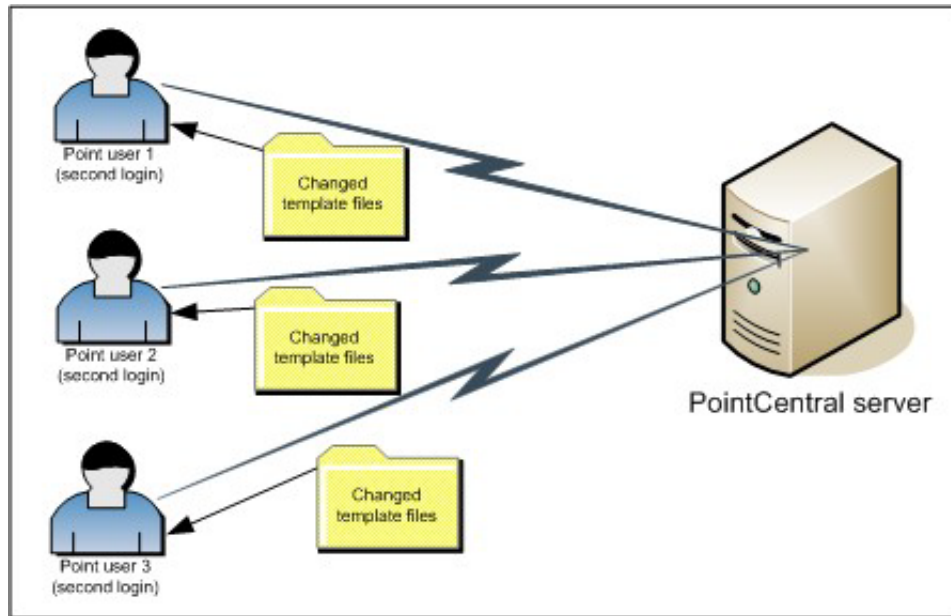 Point user 1
(second login)
Changed
template files
Point user 2
(second login)
Changed
template files
PointCentral server
Point user 3
(second login)
Changed
template files